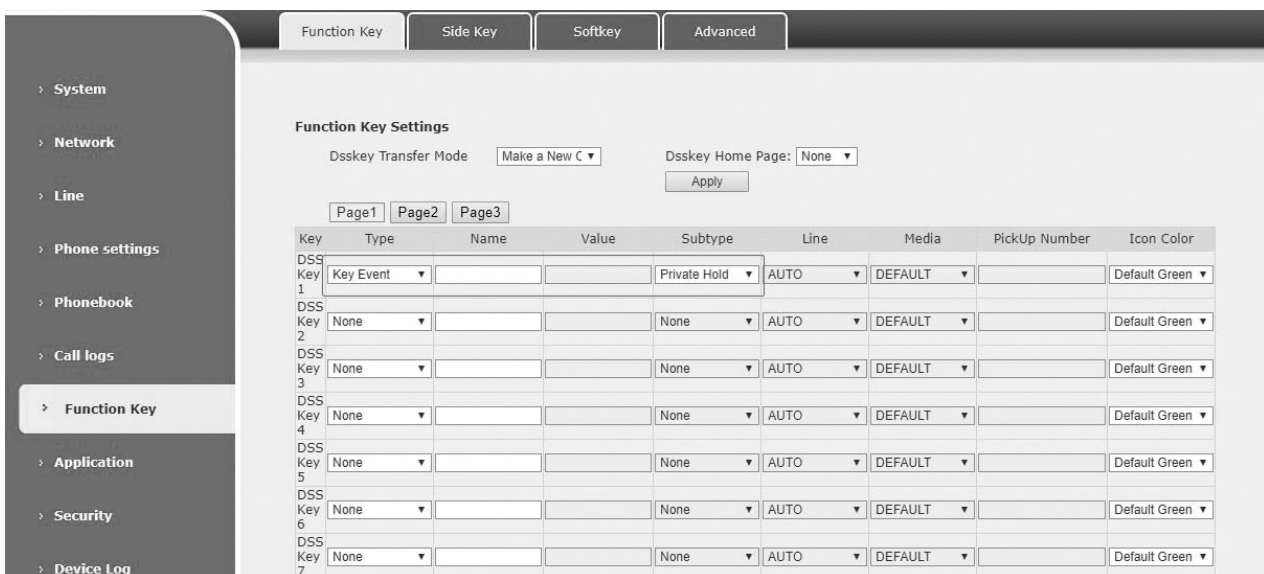 Function Key Side Key Softkey Advanced
› System
› Network
› Line
› Phone settings
› Phonebook
› Call logs
› Function Key
› Application
› Security
› Device Log
Function Key Settings
Dsskey Transfer Mode Make a New C ▼ Dsskey Home Page: None ▼
Apply
Page1 Page2 Page3
Key Type Name Value Subtype Line Media PickUp Number Icon Color
DSS Key 1 Key Event ▼ Private Hold ▼ AUTO ▼ DEFAULT ▼ Default Green ▼
DSS Key 2 None ▼ None ▼ AUTO ▼ DEFAULT ▼ Default Green ▼
DSS Key 3 None ▼ None ▼ AUTO ▼ DEFAULT ▼ Default Green ▼
DSS Key 4 None ▼ None ▼ AUTO ▼ DEFAULT ▼ Default Green ▼
DSS Key 5 None ▼ None ▼ AUTO ▼ DEFAULT ▼ Default Green ▼
DSS Key 6 None ▼ None ▼ AUTO ▼ DEFAULT ▼ Default Green ▼
DSS Key 7 None ▼ None ▼ AUTO ▼ DEFAULT ▼ Default Green ▼